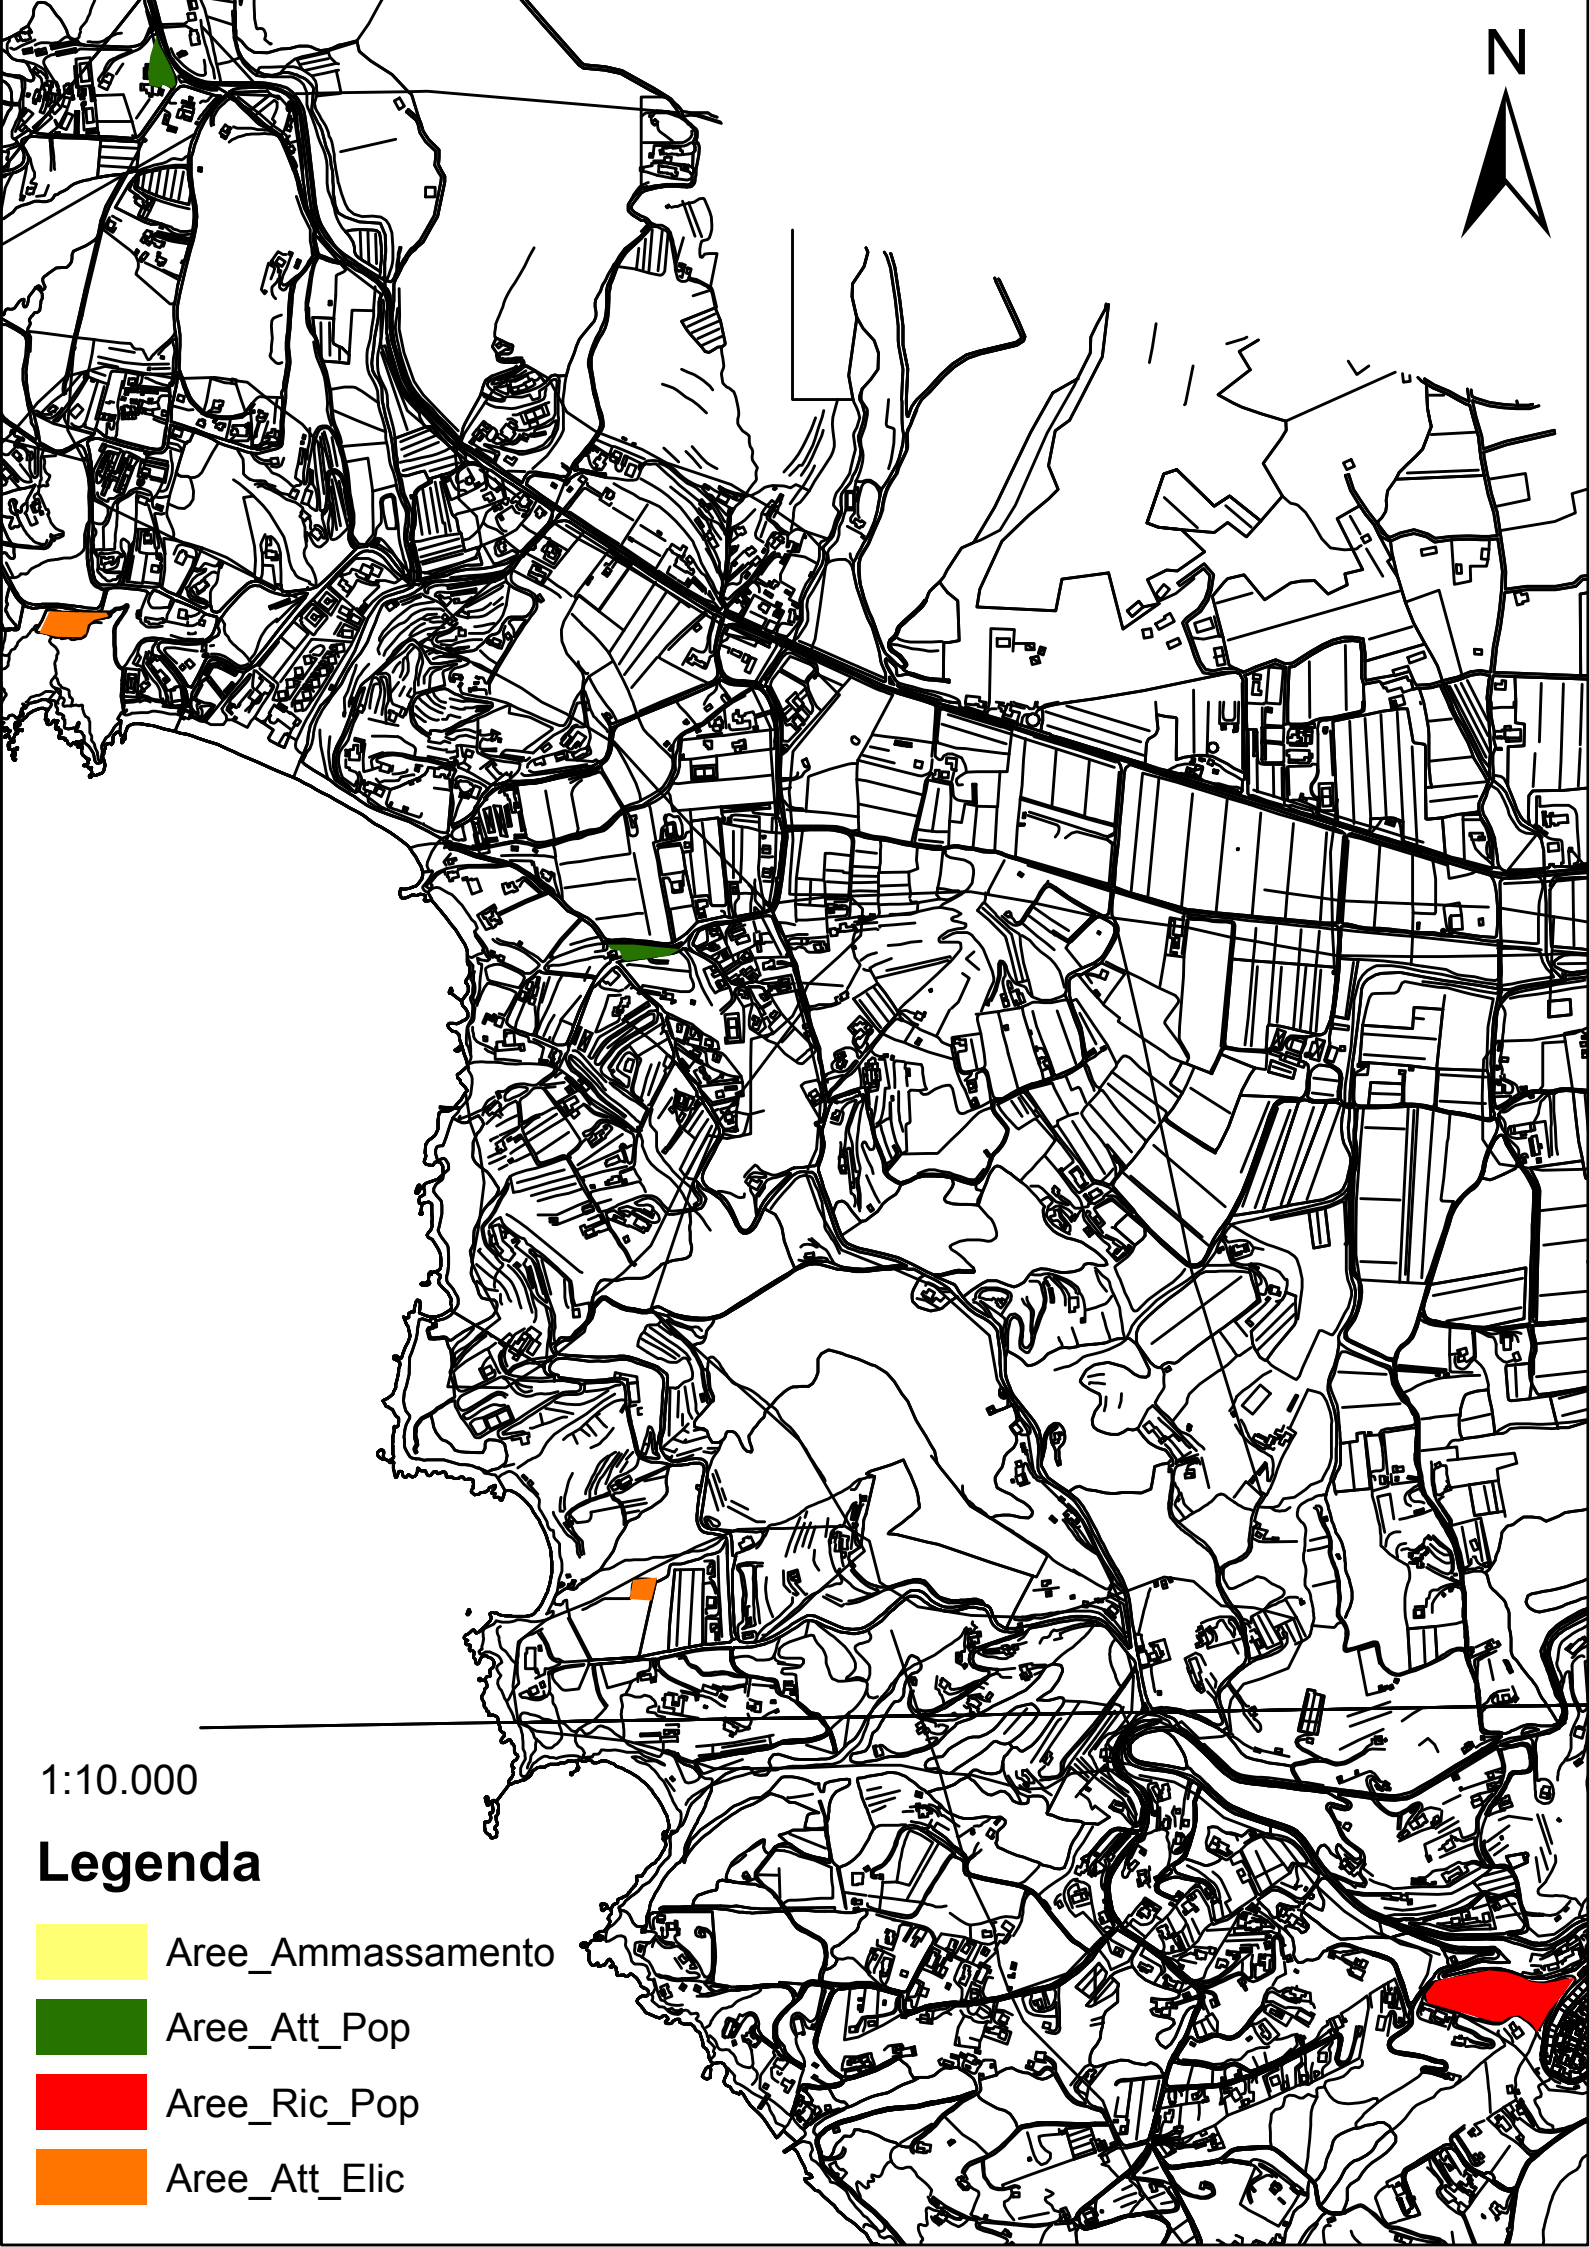 N
1:10.000
Legenda
Aree_Ammassamento
Aree_Att_Pop
Aree_Ric_Pop
Aree_Att_Elic